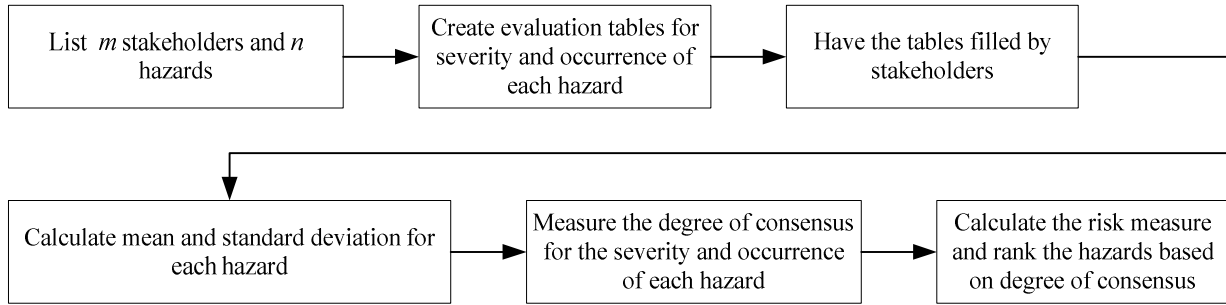 List m stakeholders and n
hazards
Create evaluation tables for
severity and occurrence of
each hazard
Have the tables filled by
stakeholders
Calculate mean and standard deviation for
each hazard
Measure the degree of consensus
for the severity and occurrence
of each hazard
Calculate the risk measure
and rank the hazards based
on degree of consensus